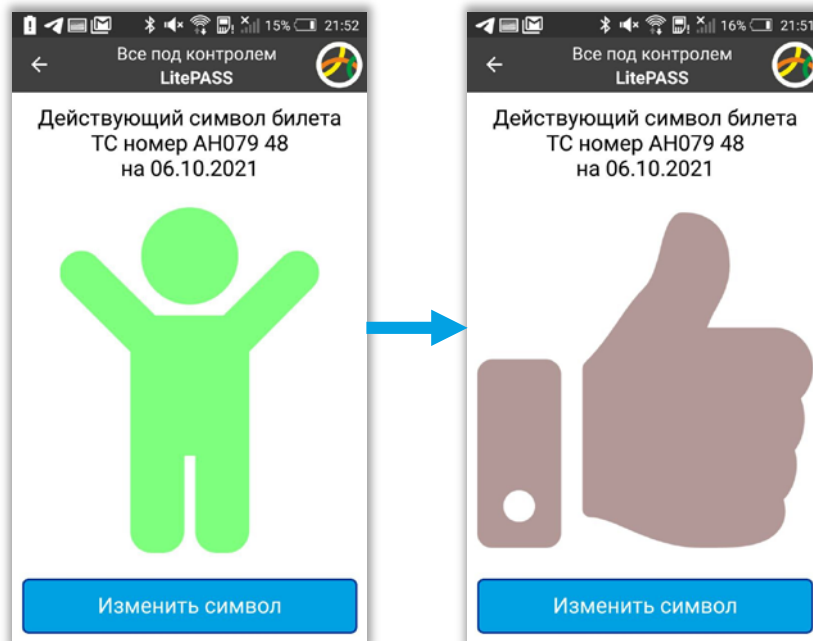 15% 21:52
Все под контролем
LitePASS
Действующий символ билета
ТС номер АН079 48
на 06.10.2021
Изменить символ
16% 21:51
Все под контролем
LitePASS
Действующий символ билета
ТС номер АН079 48
на 06.10.2021
Изменить символ